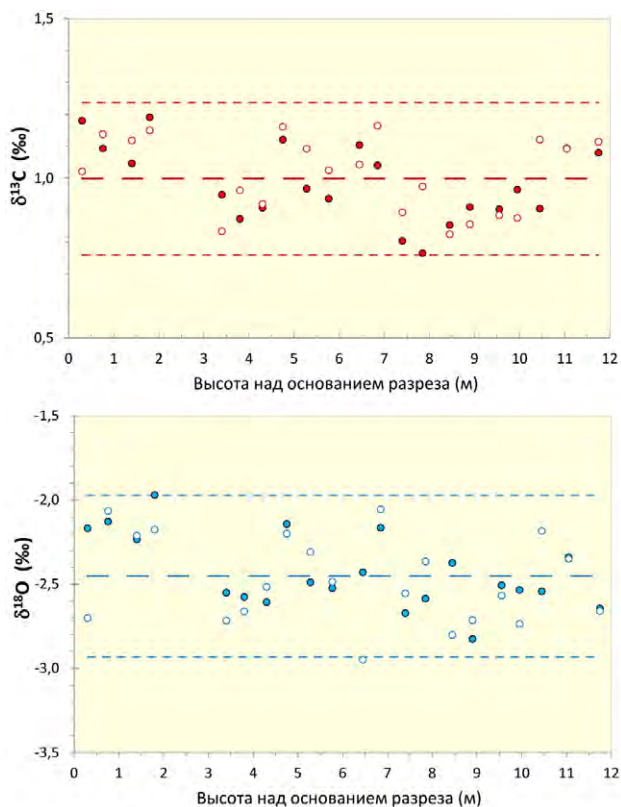 1,5
1,0
0,5
δ¹³C (‰)
0 1 2 3 4 5 6 7 8 9 10 11 12
Высота над основанием разреза (м)
-1,5
-2,0
-2,5
-3,0
-3,5
δ¹⁸O (‰)
0 1 2 3 4 5 6 7 8 9 10 11 12
Высота над основанием разреза (м)